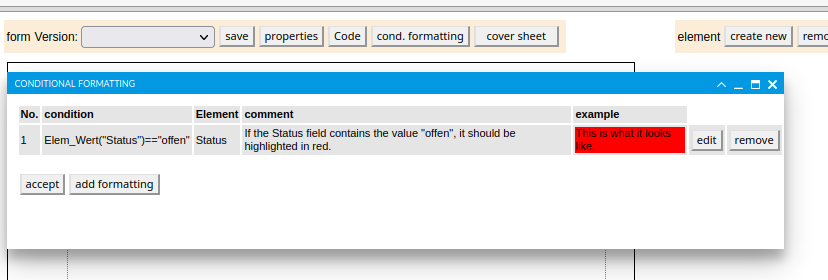 form Version: save properties Code cond. formatting cover sheet element create new
CONDITIONAL FORMATTING
No. condition Element comment example
1 Elem_Wert("Status")=="offen" Status If the Status field contains the value "offen", it should be highlighted in red. This is what it looks like. edit remove
accept add formatting